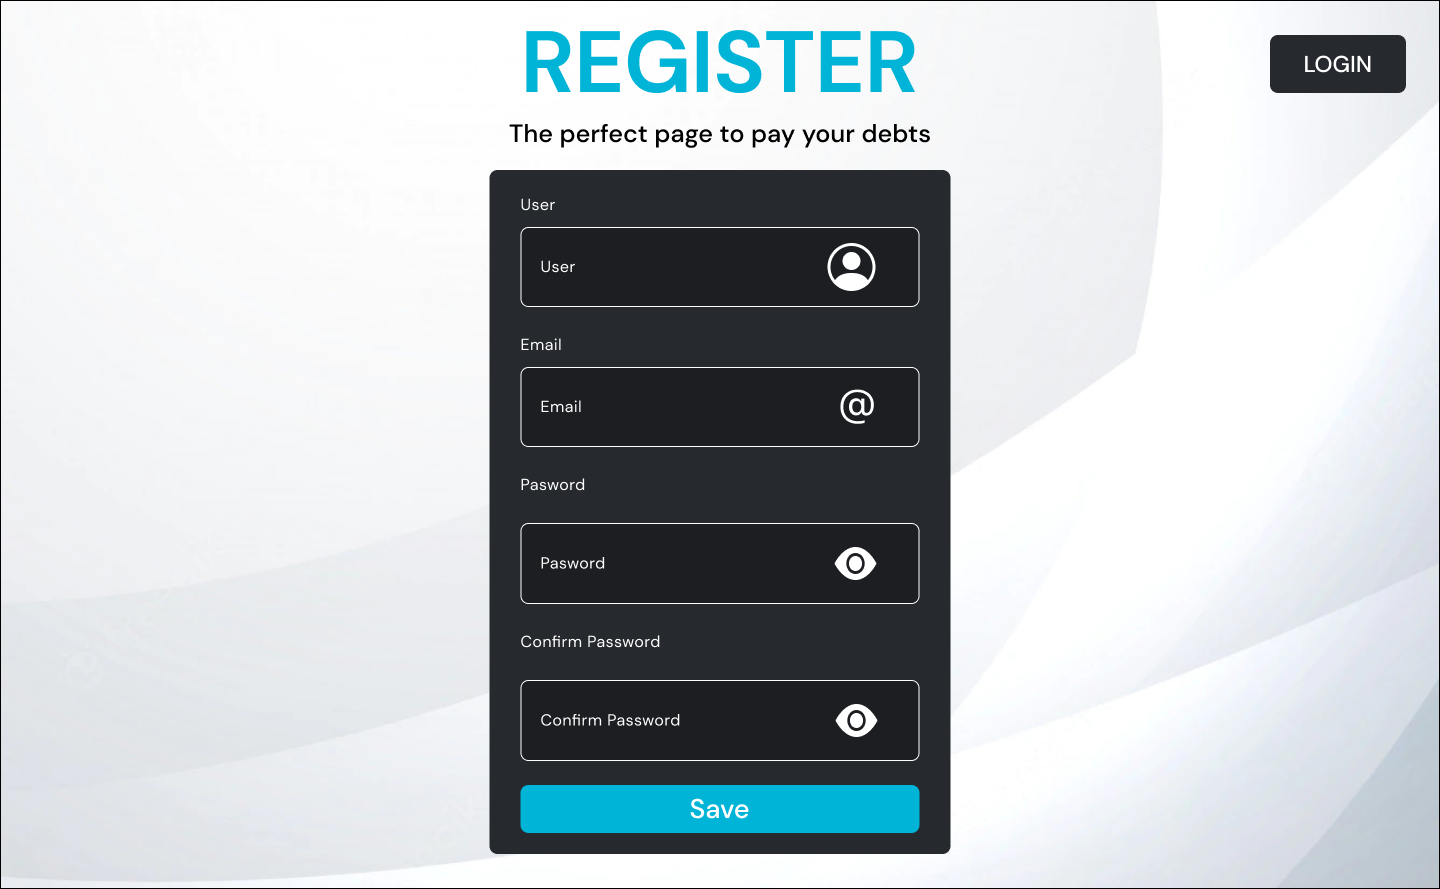 REGISTER
LOGIN
The perfect page to pay your debts
User
User
Email
Email
@
Pasword
Pasword
Confirm Password
Confirm Password
Save